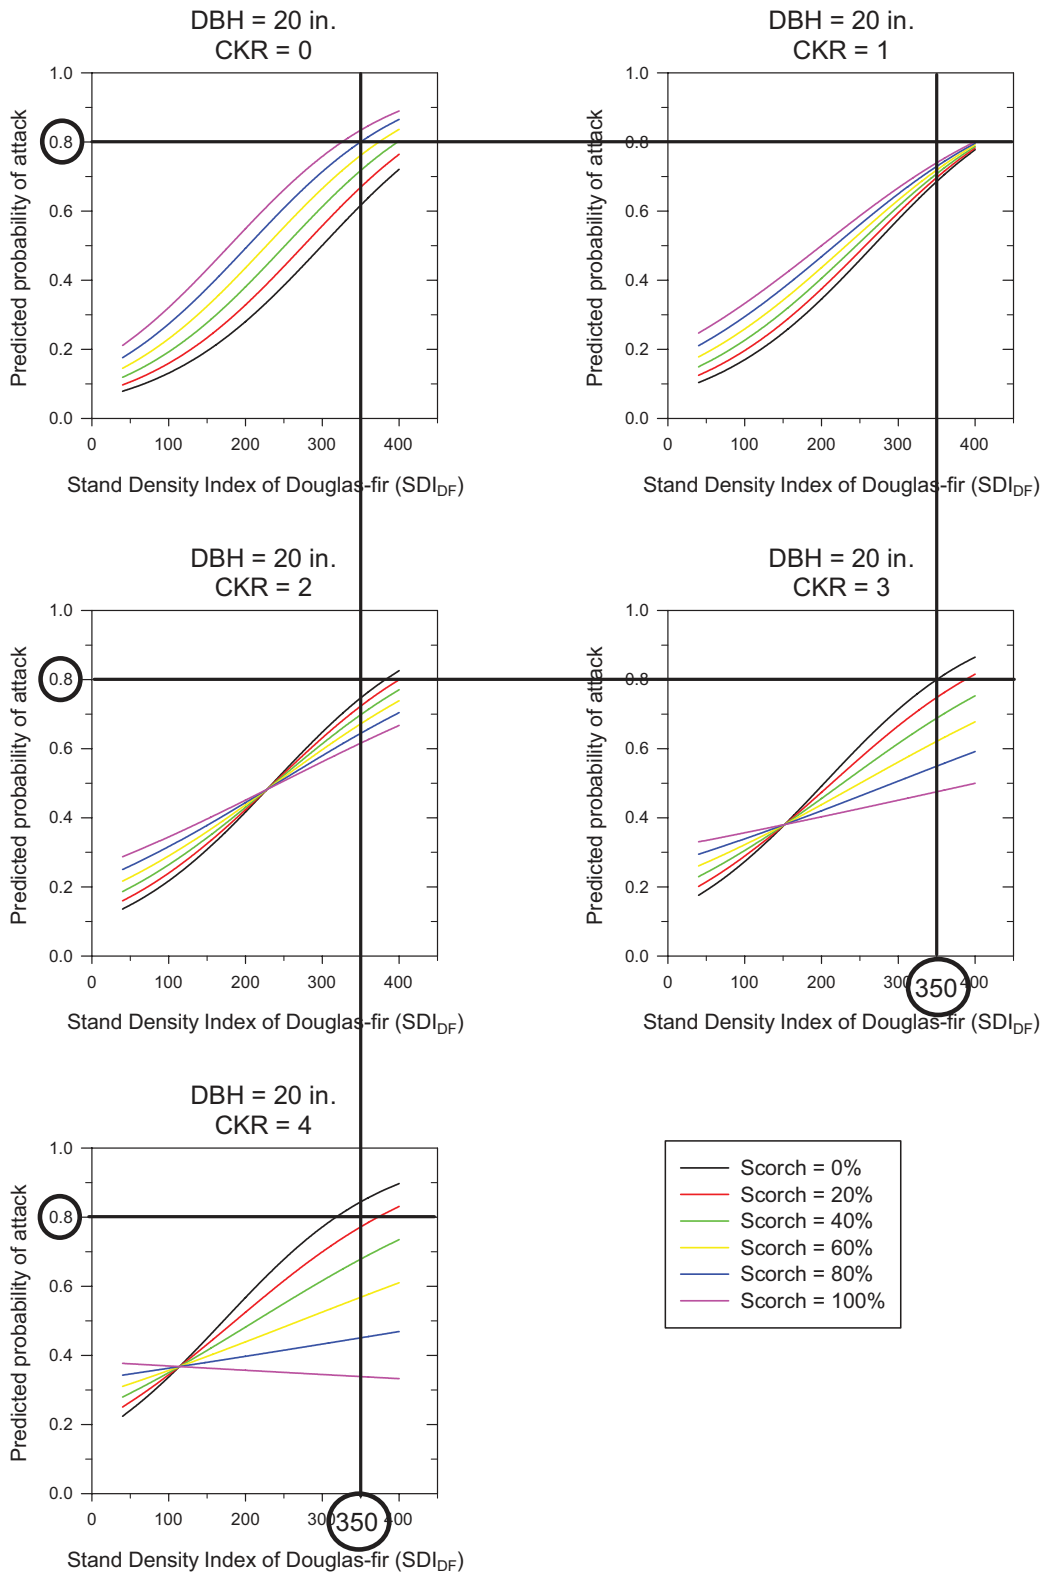 DBH = 20 in.
CKR = 0
Predicted probability of attack
1.0
0.8
0.6
0.4
0.2
0.0
0 100 200 300 400
Stand Density Index of Douglas-fir (SDI_DF)
DBH = 20 in.
CKR = 1
Predicted probability of attack
1.0
0.8
0.6
0.4
0.2
0.0
0 100 200 300 400
Stand Density Index of Douglas-fir (SDI_DF)
DBH = 20 in.
CKR = 2
Predicted probability of attack
1.0
0.8
0.6
0.4
0.2
0.0
0 100 200 300 400
Stand Density Index of Douglas-fir (SDI_DF)
DBH = 20 in.
CKR = 3
Predicted probability of attack
1.0
0.8
0.6
0.4
0.2
0.0
0 100 200 300 350 400
Stand Density Index of Douglas-fir (SDI_DF)
DBH = 20 in.
CKR = 4
Predicted probability of attack
1.0
0.8
0.6
0.4
0.2
0.0
0 100 200 300 350 400
Stand Density Index of Douglas-fir (SDI_DF)
Scorch = 0%
Scorch = 20%
Scorch = 40%
Scorch = 60%
Scorch = 80%
Scorch = 100%